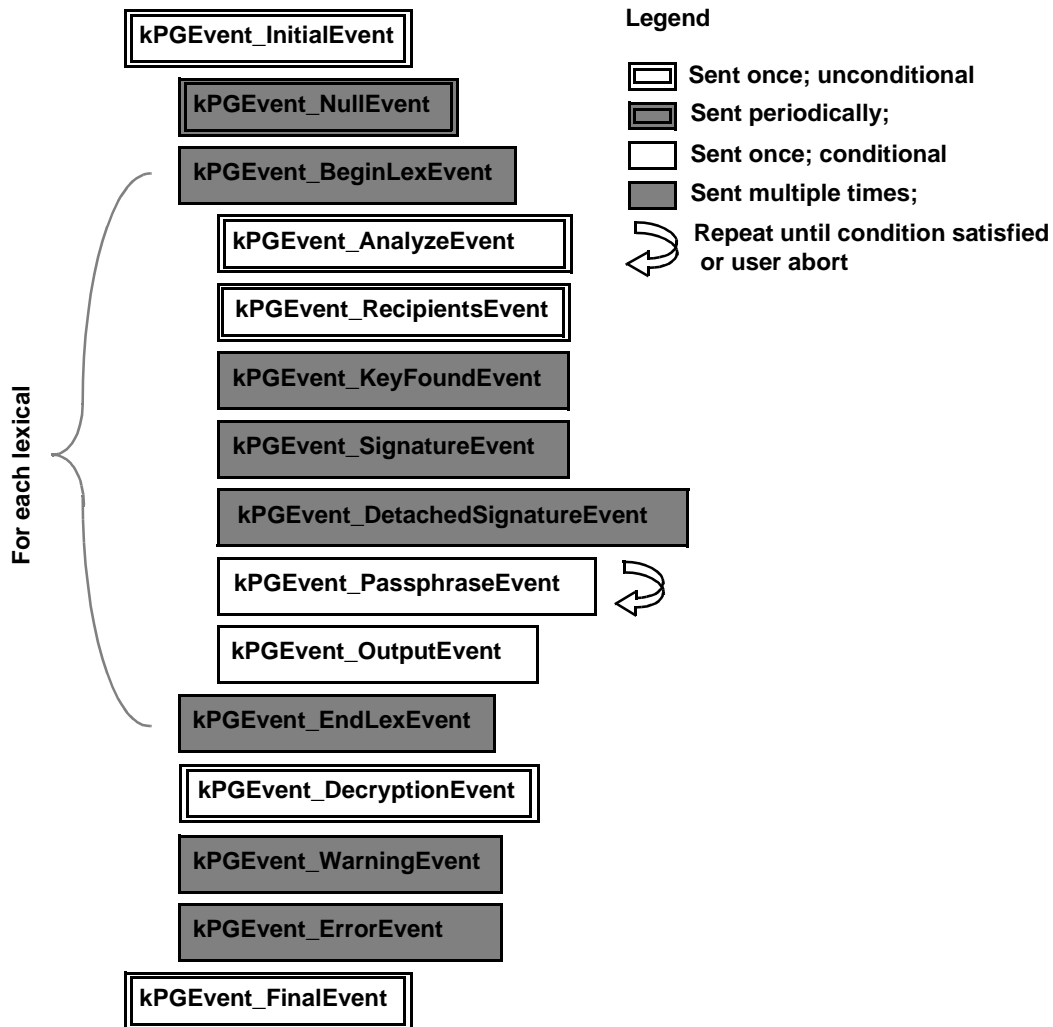 kPGEvent_InitialEvent
kPGEvent_NullEvent
kPGEvent_BeginLexEvent
kPGEvent_AnalyzeEvent
kPGEvent_RecipientsEvent
kPGEvent_KeyFoundEvent
kPGEvent_SignatureEvent
kPGEvent_DetachedSignatureEvent
kPGEvent_PassphraseEvent
kPGEvent_OutputEvent
kPGEvent_EndLexEvent
kPGEvent_DecryptionEvent
kPGEvent_WarningEvent
kPGEvent_ErrorEvent
kPGEvent_FinalEvent
For each lexical
Legend
Sent once; unconditional
Sent periodically;
Sent once; conditional
Sent multiple times;
Repeat until condition satisfied
or user abort